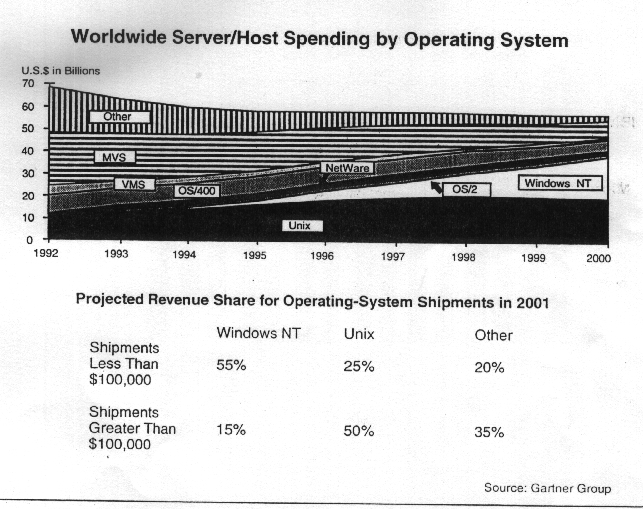 Worldwide Server/Host Spending by Operating System
U.S.$ in Billions
70
60
50
40
30
20
10
0
Other
MVS
VMS
OS/400
NetWare
OS/2
Windows NT
Unix
1992 1993 1994 1995 1996 1997 1998 1999 2000
Projected Revenue Share for Operating-System Shipments in 2001
Windows NT Unix Other
Shipments
Less Than 55% 25% 20%
$100,000
Shipments
Greater Than 15% 50% 35%
$100,000
Source: Gartner Group